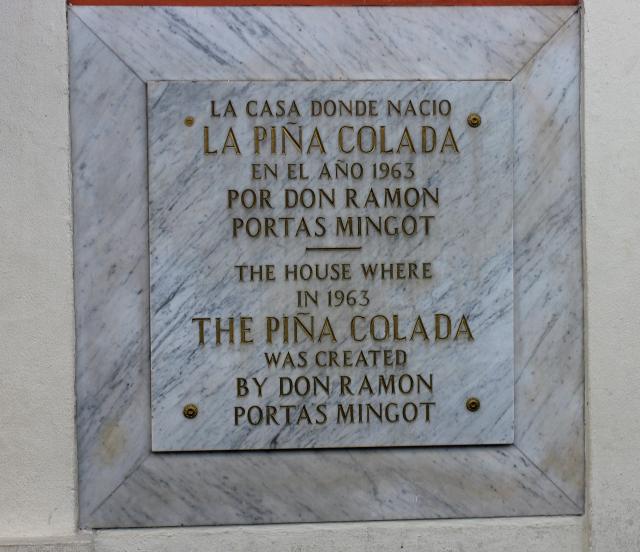 LA CASA DONDE NACIO
LA PIÑA COLADA
EN EL AÑO 1963
POR DON RAMON
PORTAS MINGOT
THE HOUSE WHERE
IN 1963
THE PIÑA COLADA
WAS CREATED
BY DON RAMON
PORTAS MINGOT